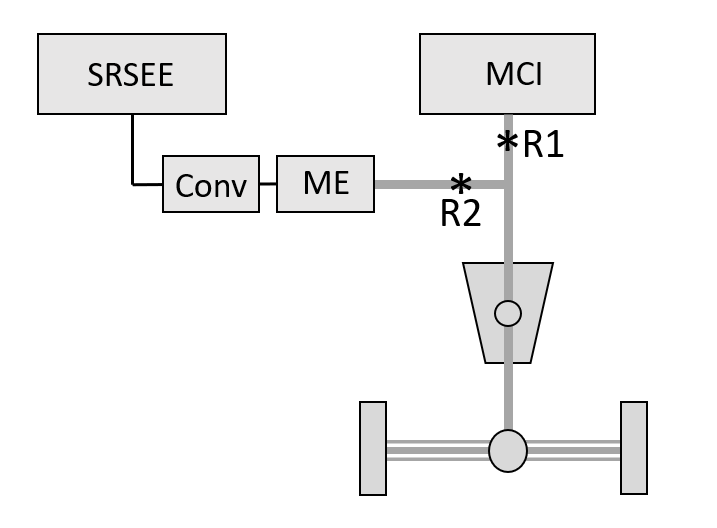 SRSEE
MCI
*R1
Conv
ME
*
R2